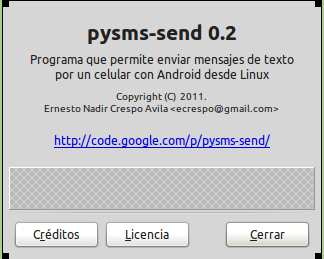 pysms-send 0.2
Programa que permite enviar mensajes de texto
por un celular con Android desde Linux
Copyright (C) 2011.
Ernesto Nadir Crespo Avila <ecrespo@gmail.com>
http://code.google.com/p/pysms-send/
Créditos
Licencia
Cerrar